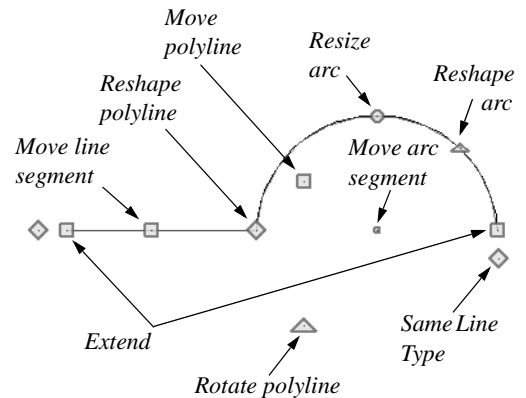 Move
polyline
Resize
arc
Reshape
polyline
Reshape
arc
Move line
segment
Move arc
segment
Extend
Same Line
Type
Rotate polyline